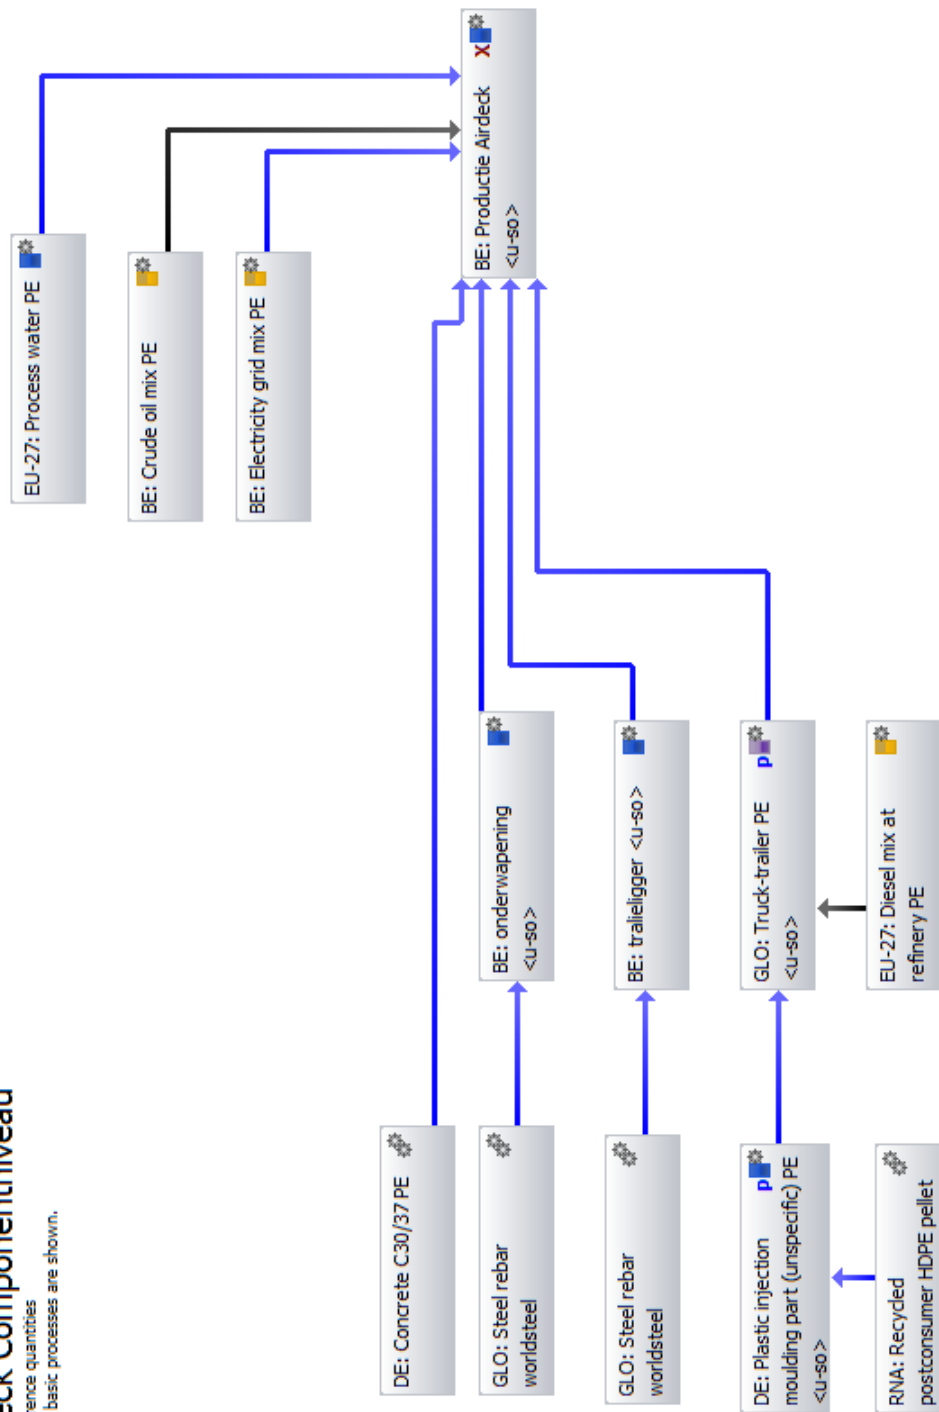 Componentniveau
quantities
basic processes are shown.
DE: Concrete C30/37 PE
GLO: Steel rebar
worldsteel
GLO: Steel rebar
worldsteel
DE: Plastic injection
moulding part (unspecific) PE
<u-so>
p
RNA: Recycled
postconsumer HDPE pellet
BE: onderwapening
<u-so>
BE: tralieligger <u-so>
GLO: Truck-trailer PE
<u-so>
p
EU-27: Diesel mix at
refinery PE
EU-27: Process water PE
BE: Crude oil mix PE
BE: Electricity grid mix PE
BE: Productie Airdeck
<u-so>
X